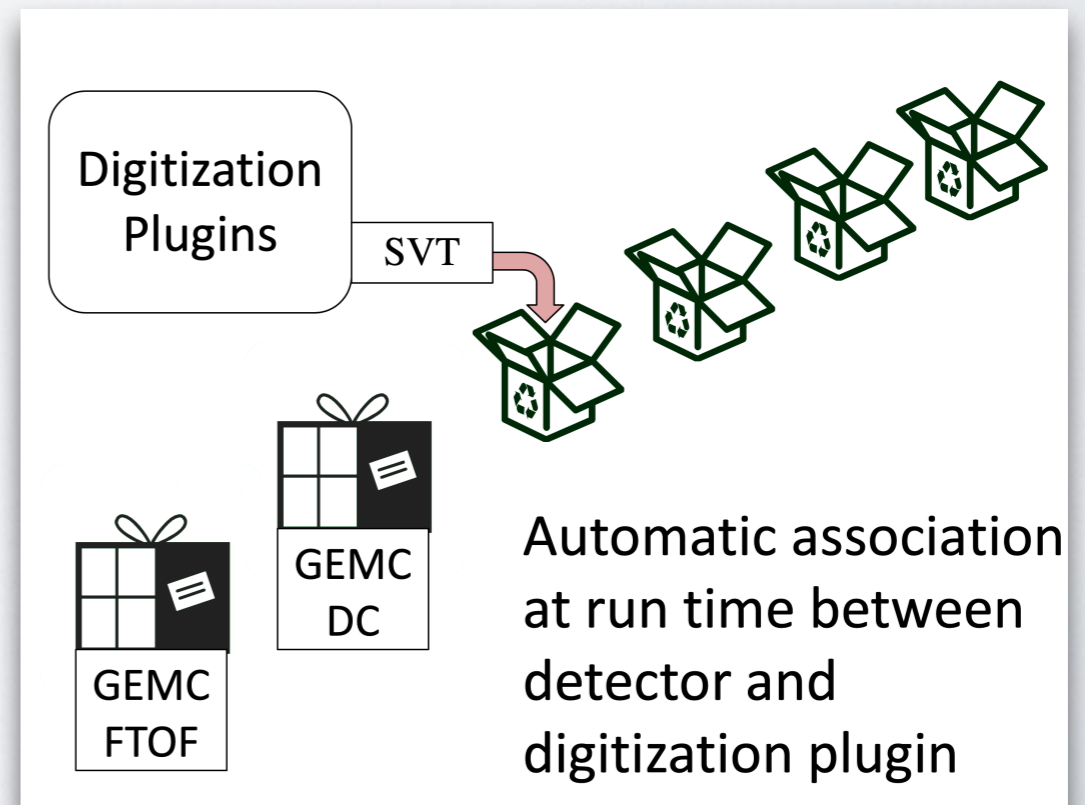 Digitization
Plugins
SVT
GEMC
DC
GEMC
FTOF
Automatic association
at run time between
detector and
digitization plugin